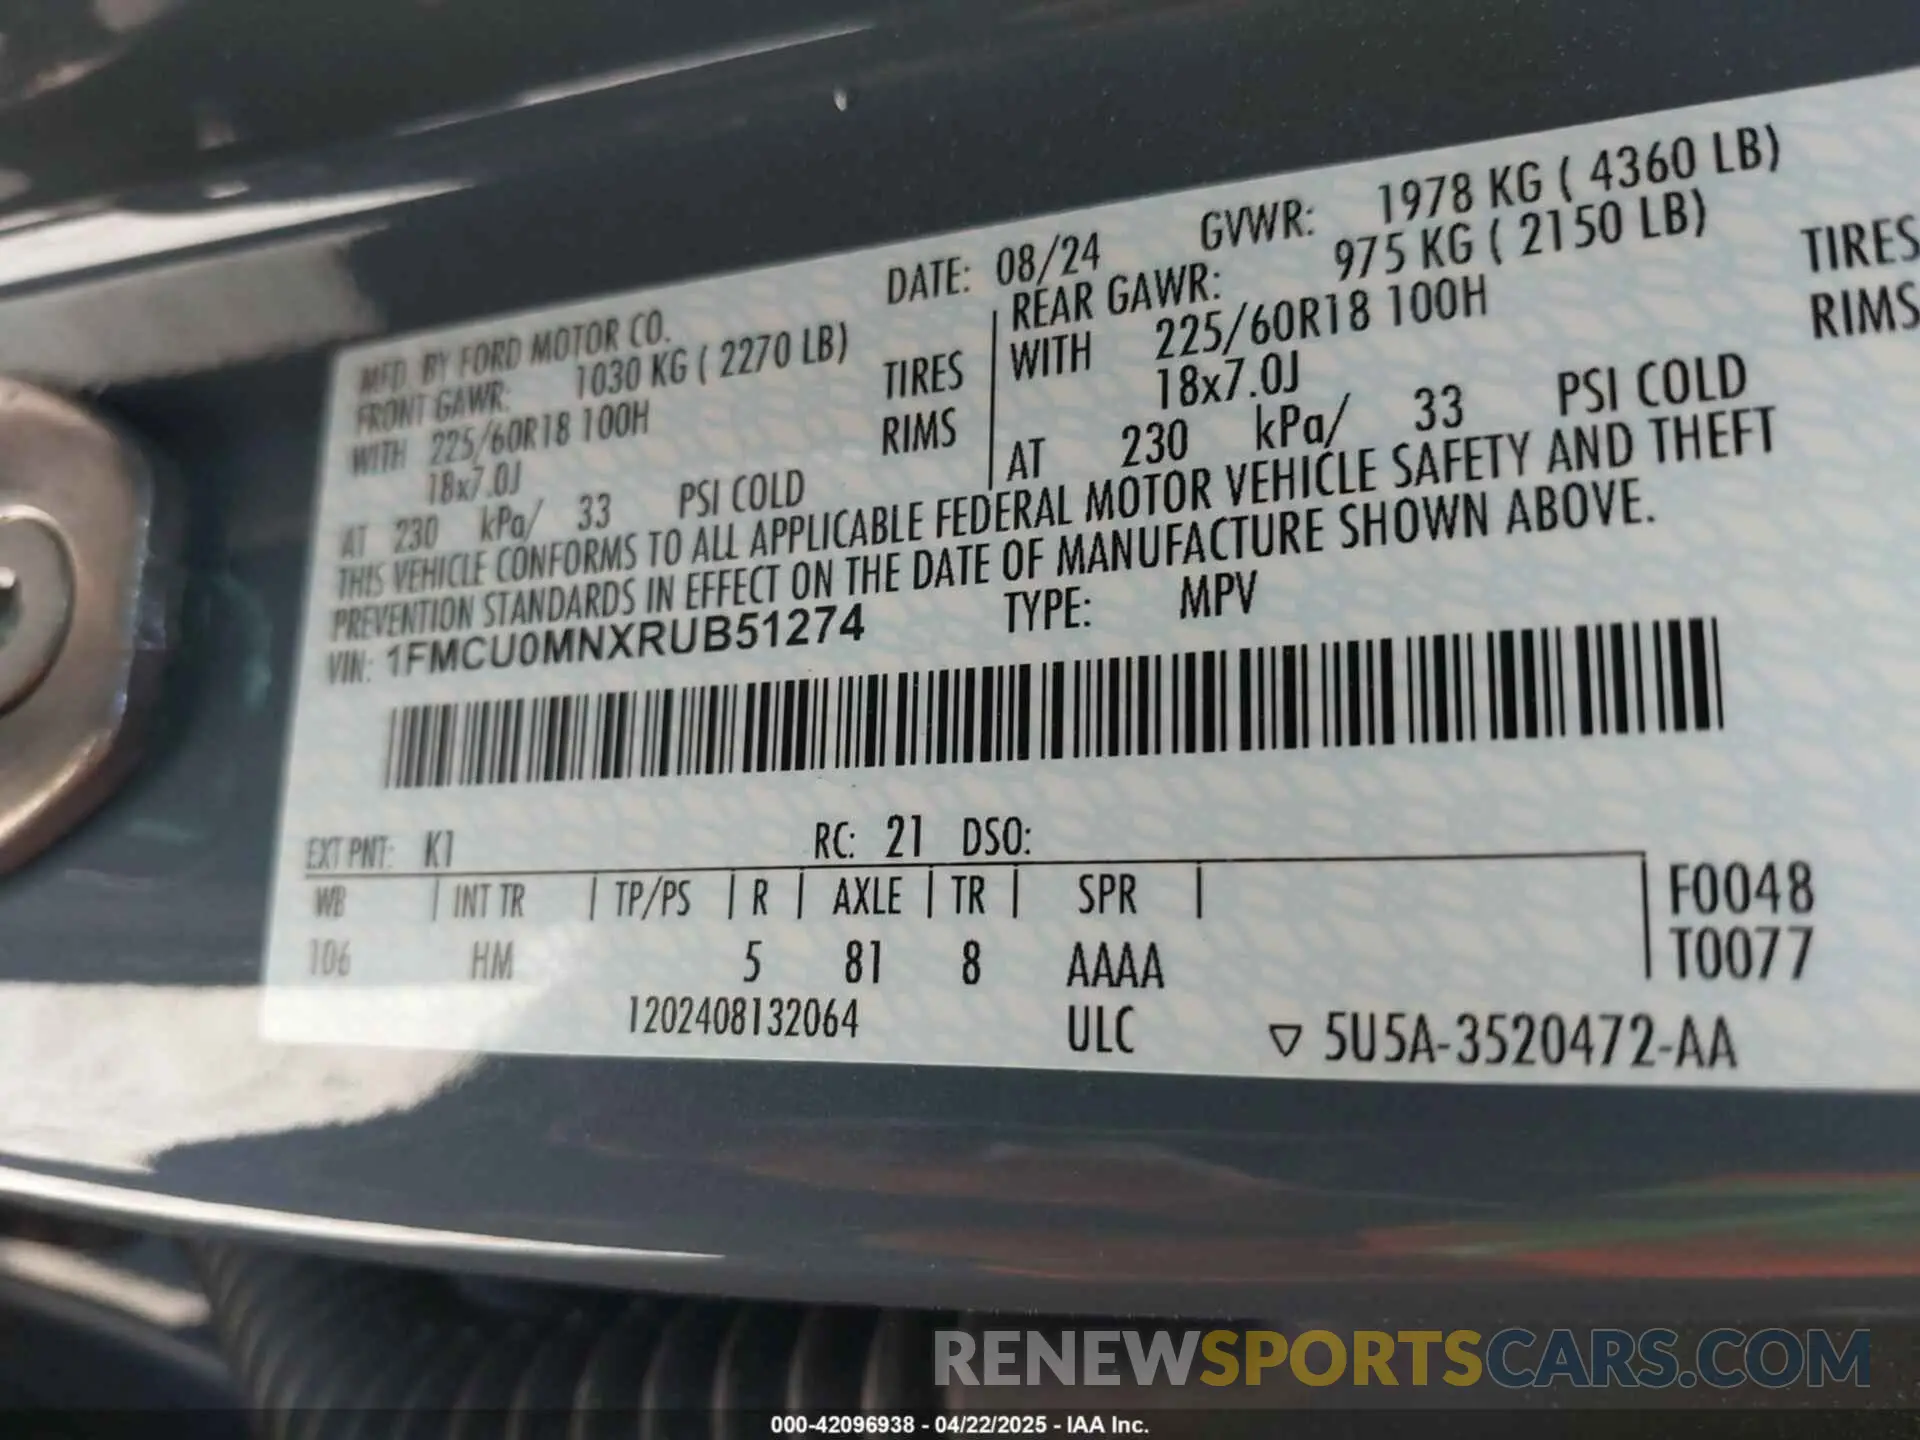 MFD. BY FORD MOTOR CO.
DATE: 08/24
GVWR: 1978 KG ( 4360 LB)
FRONT GAWR: 1030 KG ( 2270 LB)
REAR GAWR: 975 KG ( 2150 LB)
WITH 225/60R18 100H TIRES
WITH 225/60R18 100H TIRES
18x7.0J RIMS
18x7.0J RIMS
AT 230 kPa/ 33 PSI COLD
AT 230 kPa/ 33 PSI COLD
THIS VEHICLE CONFORMS TO ALL APPLICABLE FEDERAL MOTOR VEHICLE SAFETY AND THEFT
PREVENTION STANDARDS IN EFFECT ON THE DATE OF MANUFACTURE SHOWN ABOVE.
VIN: 1FMCU0MNXRUB51274 TYPE: MPV
EXT PNT: K1 RC: 21 DSO:
WB | INT TR | TP/PS | R | AXLE | TR | SPR |
106 HM 5 81 8 AAAA
F0048
T0077
1202408132064 ULC ▽ 5U5A-3520472-AA
RENEWSPORTSCARS.COM
000-42096938 - 04/22/2025 - IAA Inc.